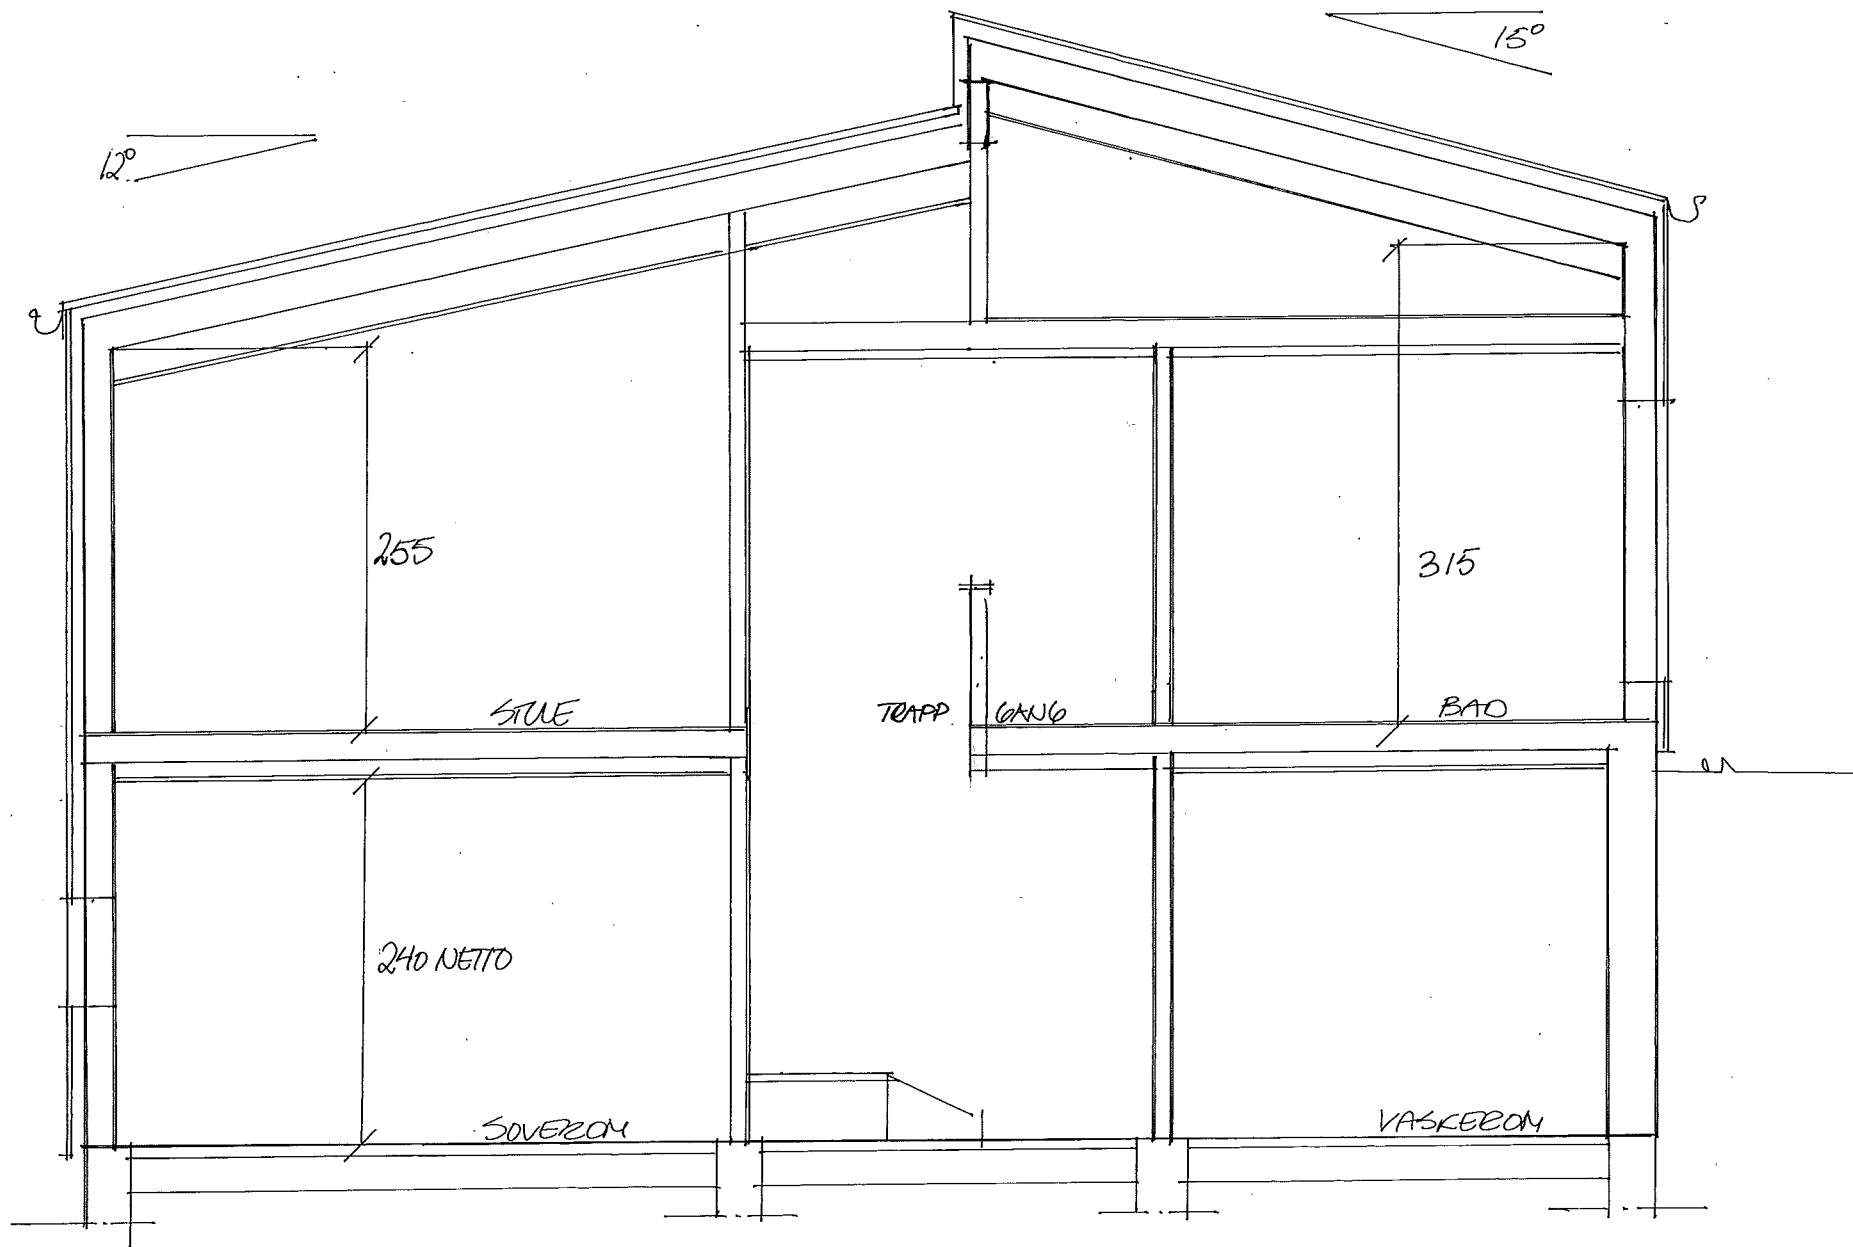 15°
12°
255
315
STUE
TRAPP GANG
BAD
240 NETTO
SOVEROM
VASKEROM